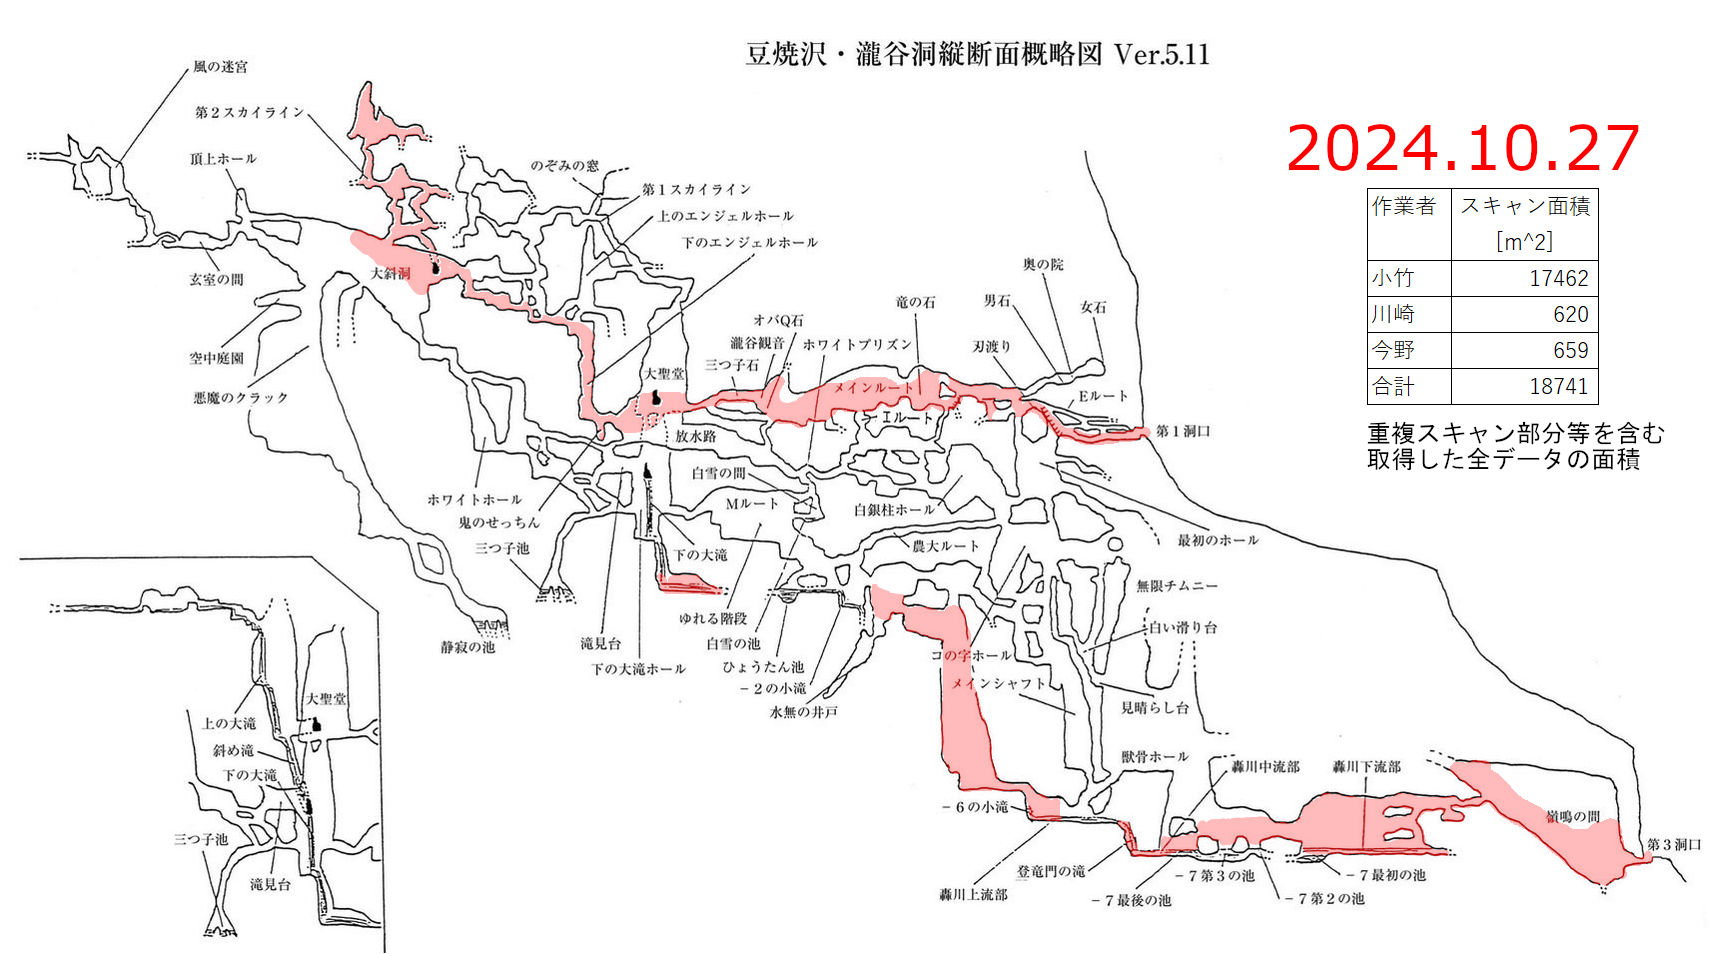 豆焼沢・瀧谷洞縦断面概略図 Ver.5.11
2024.10.27
作業者 スキャン面積 [m^2]
小竹 17462
川崎 620
今野 659
合計 18741
重複スキャン部分等を含む
取得した全データの面積
風の迷宮
第2スカイライン
頂上ホール
のぞみの窓
第1スカイライン
上のエンジェルホール
下のエンジェルホール
玄室の間
大斜洞
空中庭園
悪魔のクラック
奥の院
竜の石
男石
女石
オバQ石
瀧谷観音
ホワイトプリズン
刃渡り
三つ子石
大聖堂
メインルート
Eルート
Iルート
第1洞口
放水路
白雪の間
Mルート
白銀柱ホール
ホワイトホール
鬼のせっちん
三つ子池
下の大滝
農大ルート
最初のホール
無限チムニー
ゆれる階段
白い滑り台
静寂の池
滝見台
白雪の池
下の大滝ホール
ひょうたん池
コの字ホール
−2の小滝
メインシャフト
水無の井戸
見晴らし台
大聖堂
上の大滝
斜め滝
下の大滝
三つ子池
滝見台
獣骨ホール
轟川中流部
轟川下流部
−6の小滝
嶺鳴の間
第3洞口
登竜門の滝
−7第3の池
−7最初の池
轟川上流部
−7最後の池
−7第2の池